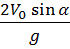 2V₀ sin α
g